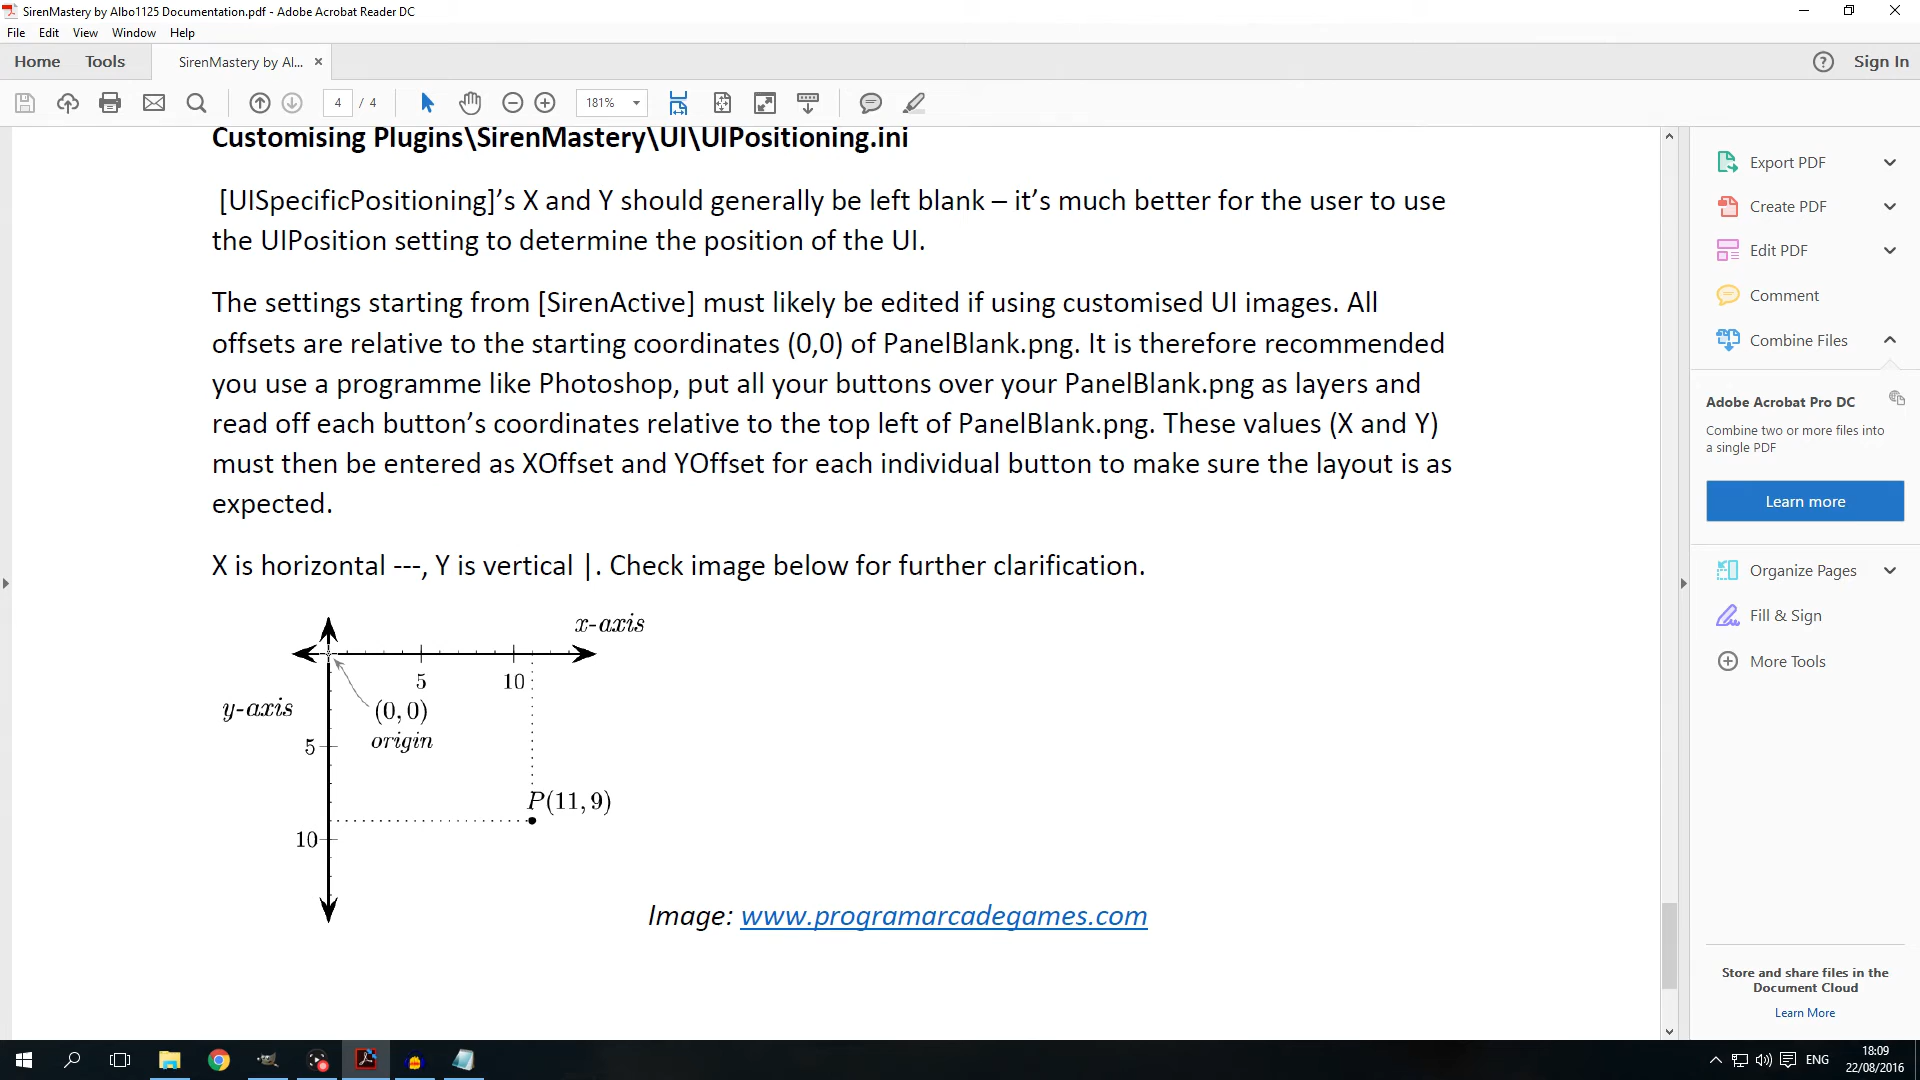 SirenMastery by Albo1125 Documentation.pdf - Adobe Acrobat Reader DC
File Edit View Window Help
Home Tools SirenMastery by Al... × Sign In
4 / 4 181%
Customising Plugins\SirenMastery\UI\UIPositioning.ini
[UISpecificPositioning]’s X and Y should generally be left blank – it’s much better for the user to use
the UIPosition setting to determine the position of the UI.
The settings starting from [SirenActive] must likely be edited if using customised UI images. All
offsets are relative to the starting coordinates (0,0) of PanelBlank.png. It is therefore recommended
you use a programme like Photoshop, put all your buttons over your PanelBlank.png as layers and
read off each button’s coordinates relative to the top left of PanelBlank.png. These values (X and Y)
must then be entered as XOffset and YOffset for each individual button to make sure the layout is as
expected.
X is horizontal ---, Y is vertical |. Check image below for further clarification.
x-axis
5 10
y-axis
(0, 0)
origin
5
P(11, 9)
10
Image: www.programarcadegames.com
Export PDF
Create PDF
Edit PDF
Comment
Combine Files
Adobe Acrobat Pro DC
Combine two or more files into
a single PDF
Learn more
Organize Pages
Fill & Sign
More Tools
Store and share files in the
Document Cloud
Learn More
ENG
18:09
22/08/2016